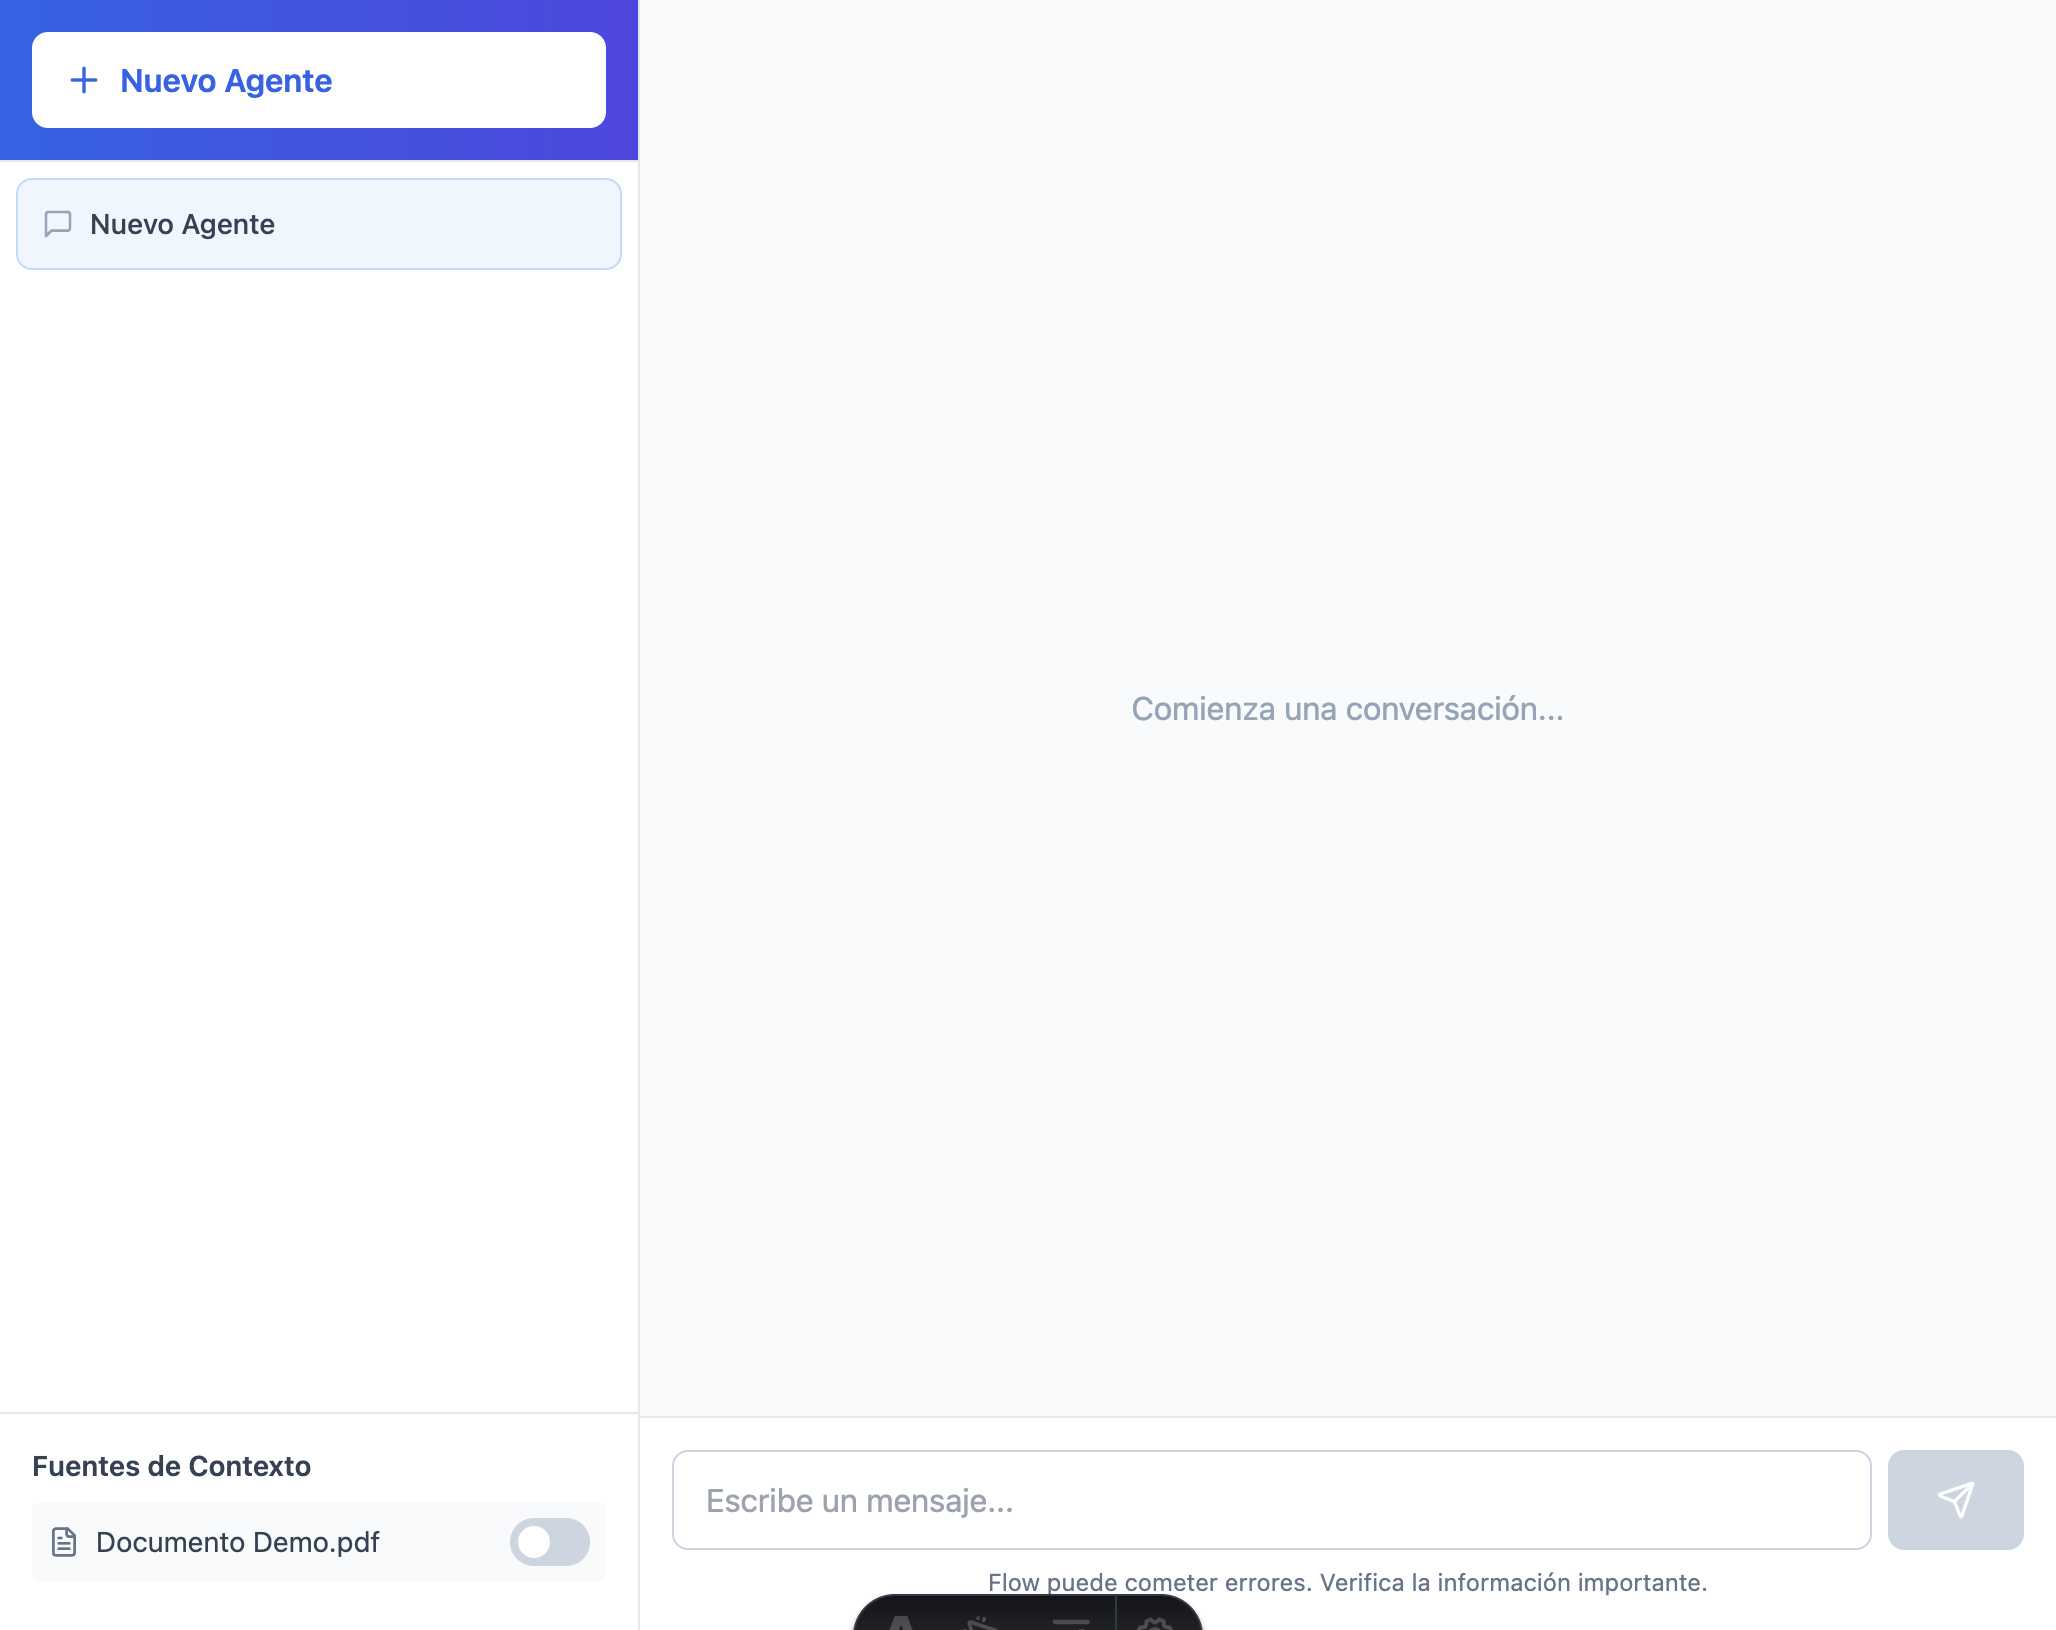 Nuevo Agente
Nuevo Agente
Comienza una conversación...
Fuentes de Contexto
Documento Demo.pdf
Escribe un mensaje...
Flow puede cometer errores. Verifica la información importante.